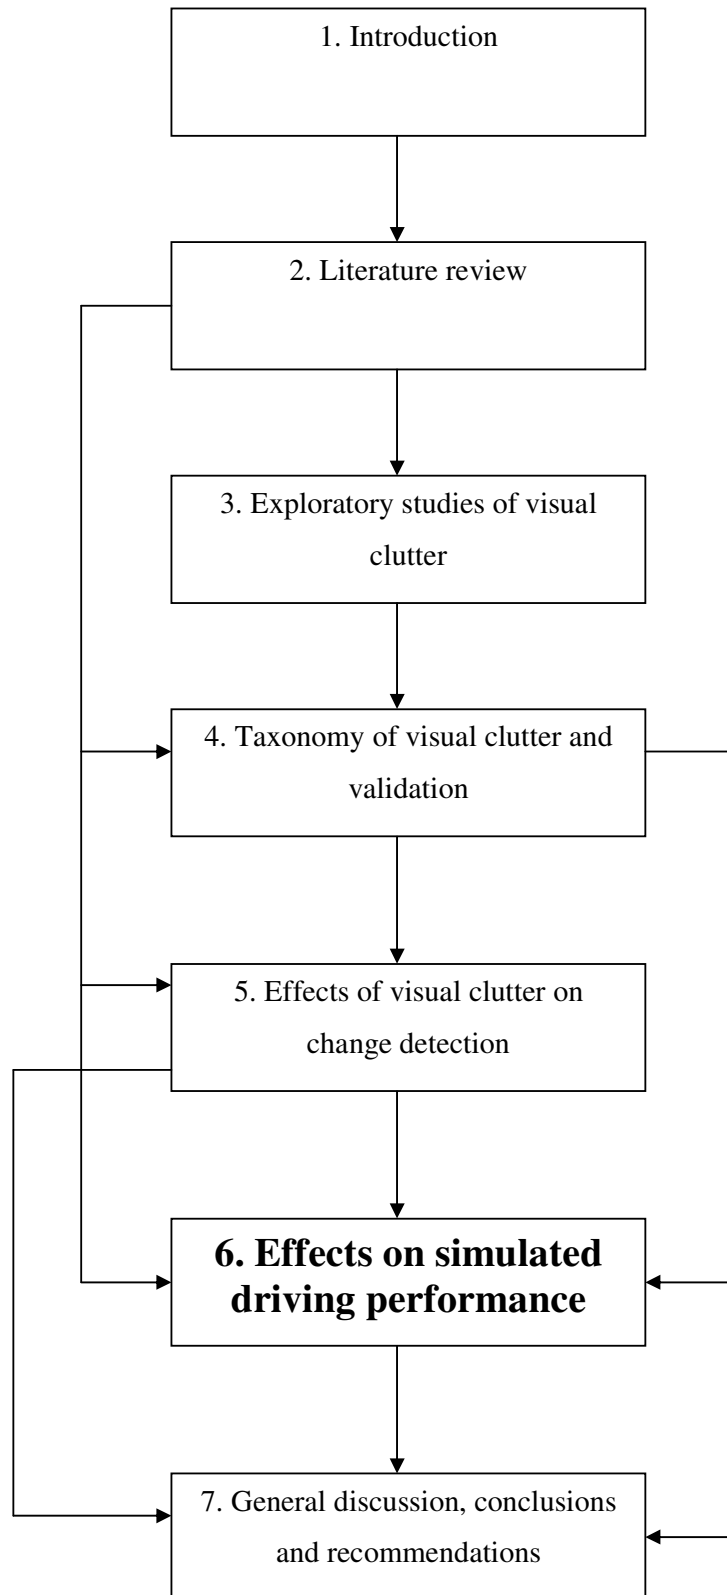 1. Introduction
2. Literature review
3. Exploratory studies of visual
clutter
4. Taxonomy of visual clutter and
validation
5. Effects of visual clutter on
change detection
6. Effects on simulated
driving performance
7. General discussion, conclusions
and recommendations